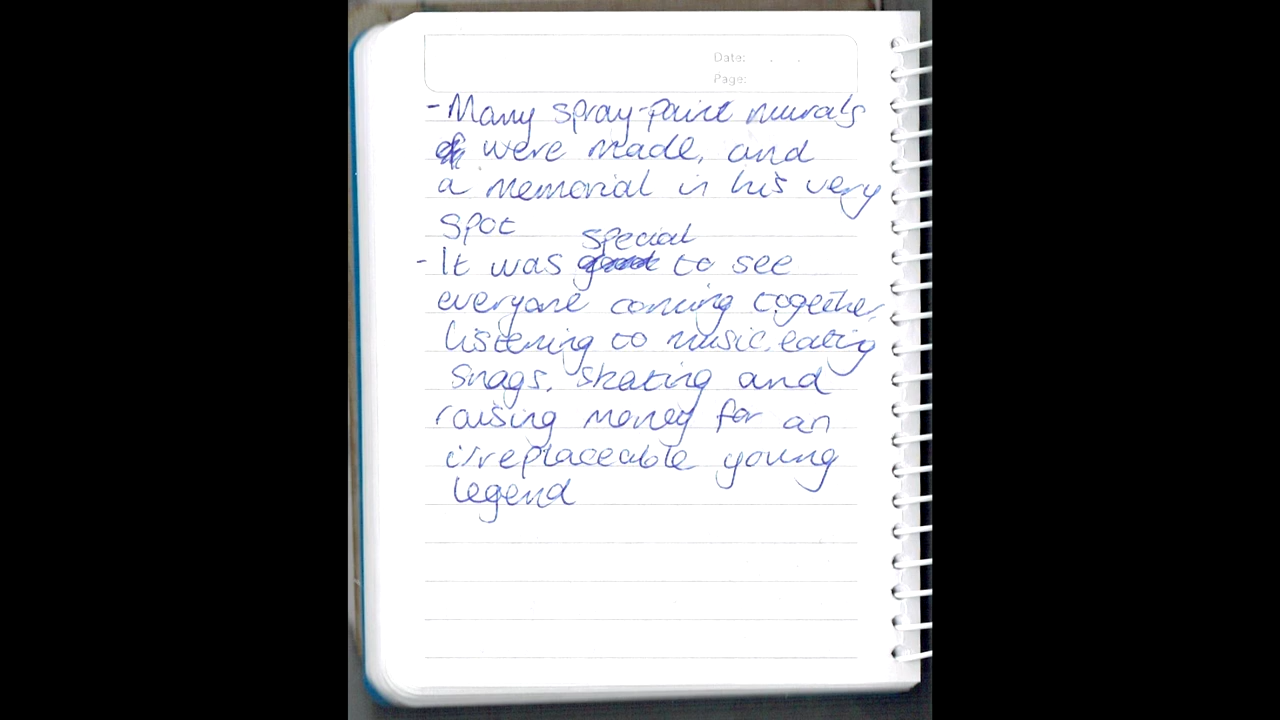 Date: . .
Page:
- Many spray-paint murals
were made, and
a memorial in his very
spot
special
- It was good to see
everyone coming together,
listening to music, eating
snags, skating and
raising money for an
irreplaceable young
legend